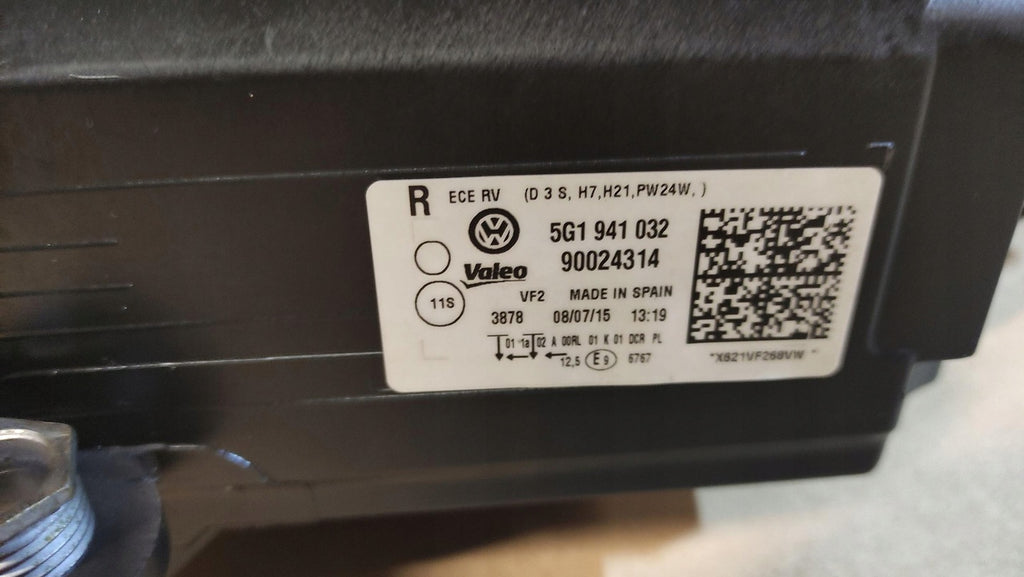 R ECE RV (D 3 S, H7,H21,PW24W, )
5G1 941 032
Valeo 90024314
11S VF2 MADE IN SPAIN
3878 08/07/15 13:19
01 1a 02 A 00RL 01 K 01 DCR PL
12,5 E9 6767
"X621VF268VW "